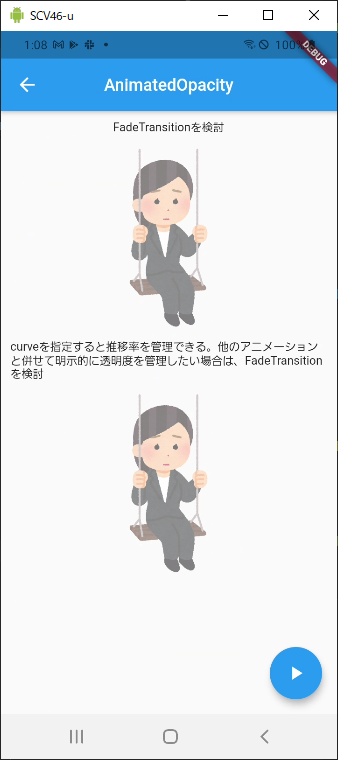 SCV46-u
1:08
100%
DEBUG
AnimatedOpacity
FadeTransitionを検討
curveを指定すると推移率を管理できる。他のアニメーション
と併せて明示的に透明度を管理したい場合は、FadeTransition
を検討